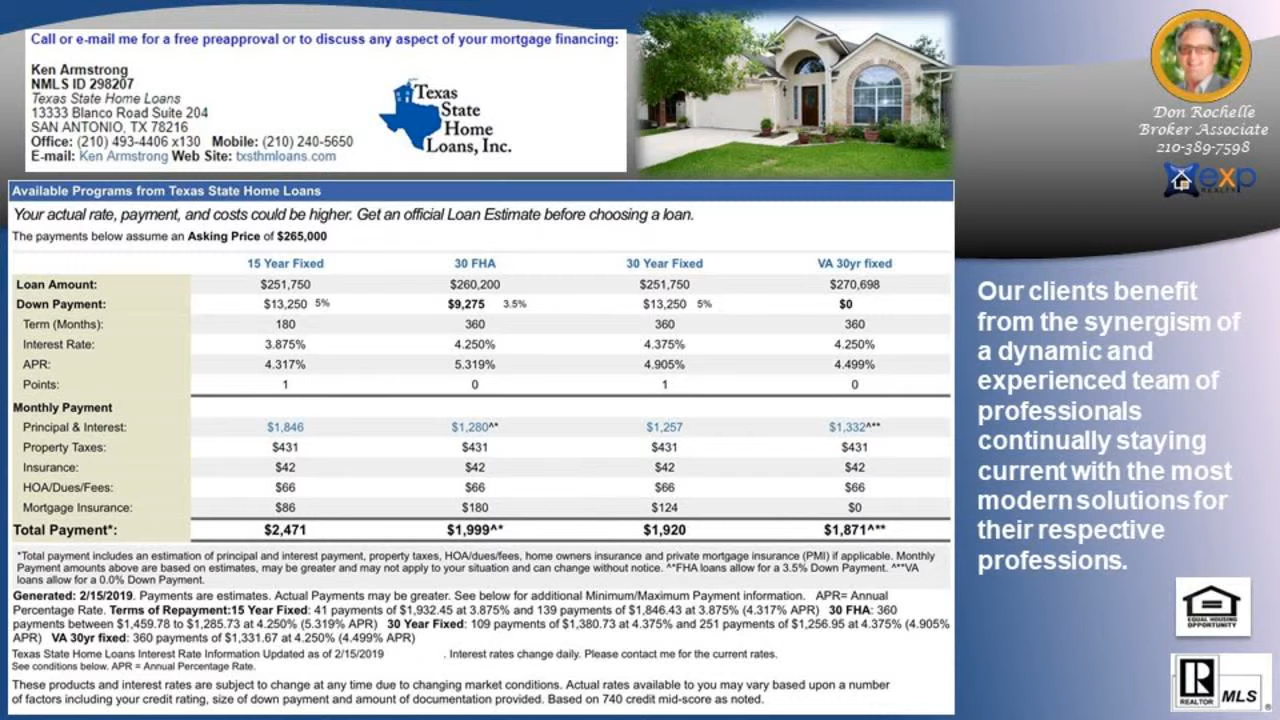 Call or e-mail me for a free preapproval or to discuss any aspect of your mortgage financing:
Ken Armstrong
NMLS ID 298207
Texas State Home Loans
13333 Blanco Road Suite 204
SAN ANTONIO, TX 78216
Office: (210) 493-4406 x130 Mobile: (210) 240-5650
E-mail: Ken Armstrong Web Site: txsthmloans.com
Texas
State
Home
Loans, Inc.
Don Rochelle
Broker Associate
210-389-7598
exp
REALTY
Available Programs from Texas State Home Loans
Your actual rate, payment, and costs could be higher. Get an official Loan Estimate before choosing a loan.
The payments below assume an Asking Price of $265,000
15 Year Fixed 30 FHA 30 Year Fixed VA 30yr fixed
Loan Amount: $251,750 $260,200 $251,750 $270,698
Down Payment: $13,250 5% $9,275 3.5% $13,250 5% $0
Term (Months): 180 360 360 360
Interest Rate: 3.875% 4.250% 4.375% 4.250%
APR: 4.317% 5.319% 4.905% 4.499%
Points: 1 0 1 0
Monthly Payment
Principal & Interest: $1,846 $1,280^* $1,257 $1,332^**
Property Taxes: $431 $431 $431 $431
Insurance: $42 $42 $42 $42
HOA/Dues/Fees: $66 $66 $66 $66
Mortgage Insurance: $86 $180 $124 $0
Total Payment*: $2,471 $1,999^* $1,920 $1,871^**
*Total payment includes an estimation of principal and interest payment, property taxes, HOA/dues/fees, home owners insurance and private mortgage insurance (PMI) if applicable. Monthly
Payment amounts above are based on estimates, may be greater and may not apply to your situation and can change without notice. ^*FHA loans allow for a 3.5% Down Payment. ^**VA
loans allow for a 0.0% Down Payment.
Generated: 2/15/2019. Payments are estimates. Actual Payments may be greater. See below for additional Minimum/Maximum Payment information. APR= Annual
Percentage Rate. Terms of Repayment:15 Year Fixed: 41 payments of $1,932.45 at 3.875% and 139 payments of $1,846.43 at 3.875% (4.317% APR) 30 FHA: 360
payments between $1,459.78 to $1,285.73 at 4.250% (5.319% APR) 30 Year Fixed: 109 payments of $1,380.73 at 4.375% and 251 payments of $1,256.95 at 4.375% (4.905%
APR) VA 30yr fixed: 360 payments of $1,331.67 at 4.250% (4.499% APR)
Texas State Home Loans Interest Rate Information Updated as of 2/15/2019 . Interest rates change daily. Please contact me for the current rates.
See conditions below. APR = Annual Percentage Rate.
These products and interest rates are subject to change at any time due to changing market conditions. Actual rates available to you may vary based upon a number
of factors including your credit rating, size of down payment and amount of documentation provided. Based on 740 credit mid-score as noted.
Our clients benefit
from the synergism of
a dynamic and
experienced team of
professionals
continually staying
current with the most
modern solutions for
their respective
professions.
EQUAL HOUSING
OPPORTUNITY
R
REALTOR MLS ®